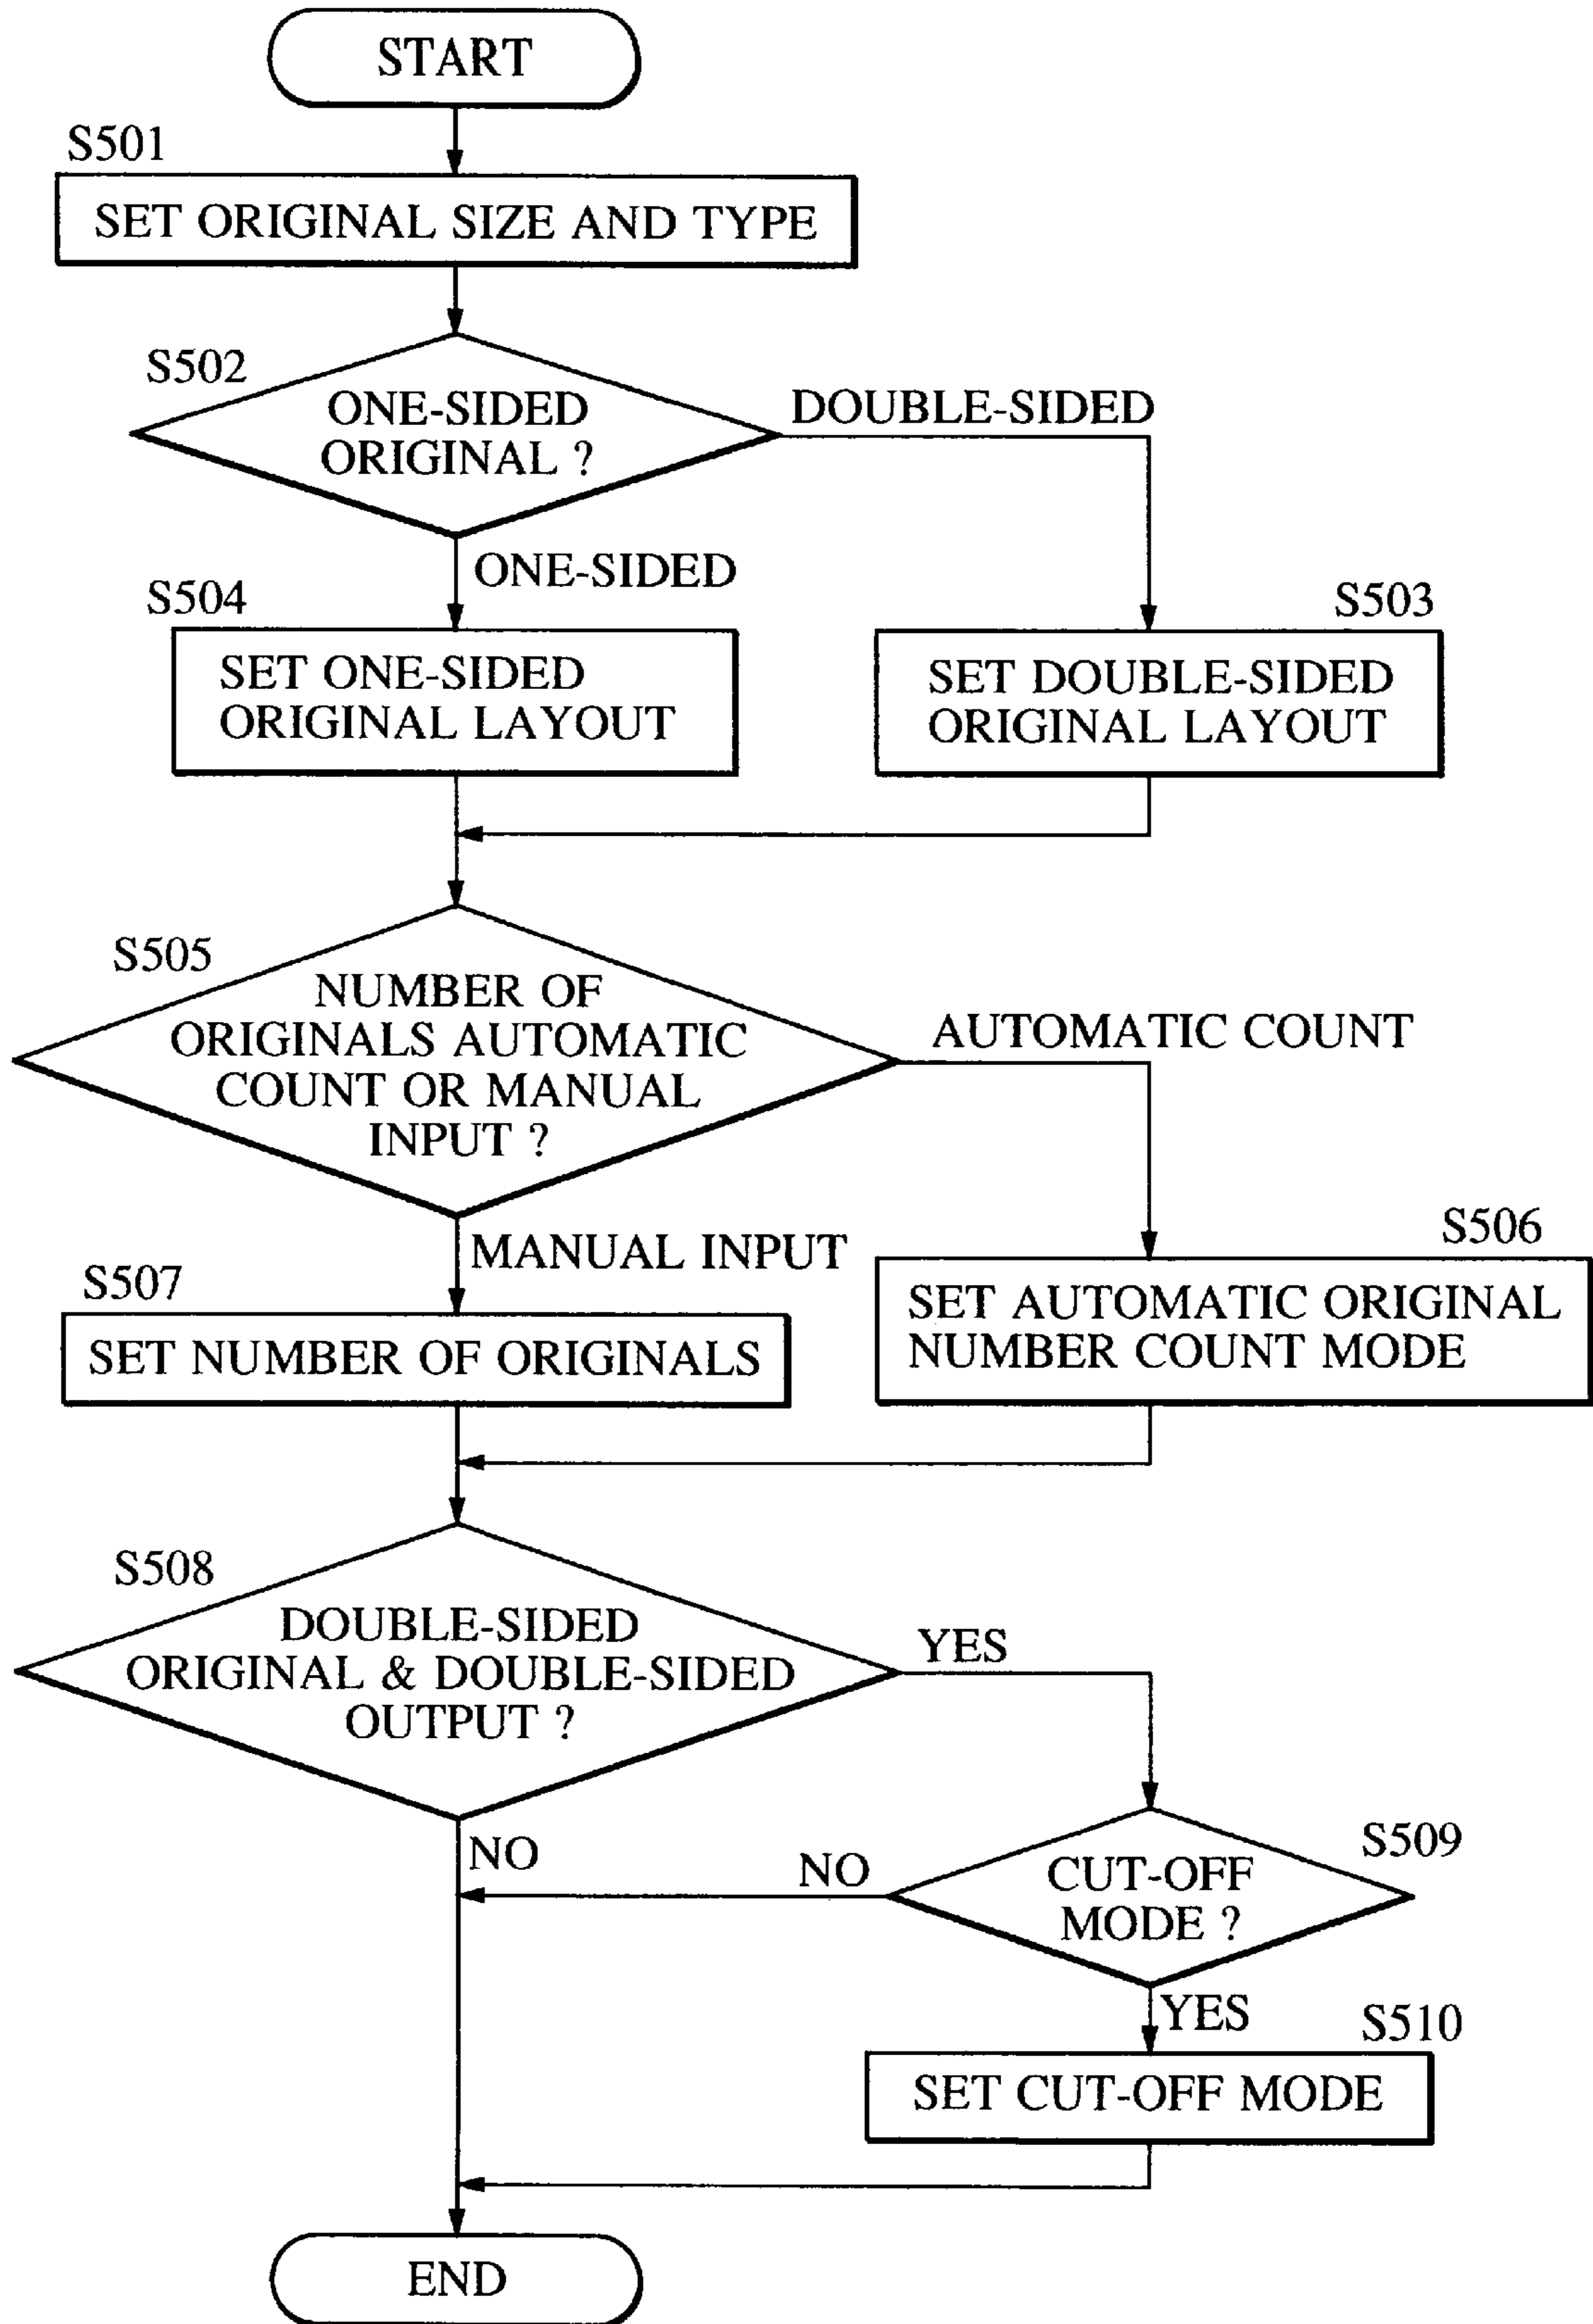 START
S501
SET ORIGINAL SIZE AND TYPE
S502
ONE-SIDED
ORIGINAL ?
DOUBLE-SIDED
ONE-SIDED
S504
SET ONE-SIDED
ORIGINAL LAYOUT
S503
SET DOUBLE-SIDED
ORIGINAL LAYOUT
S505
NUMBER OF
ORIGINALS AUTOMATIC
COUNT OR MANUAL
INPUT ?
AUTOMATIC COUNT
MANUAL INPUT
S507
SET NUMBER OF ORIGINALS
S506
SET AUTOMATIC ORIGINAL
NUMBER COUNT MODE
S508
DOUBLE-SIDED
ORIGINAL & DOUBLE-SIDED
OUTPUT ?
YES
NO
S509
CUT-OFF
MODE ?
NO
YES
S510
SET CUT-OFF MODE
END